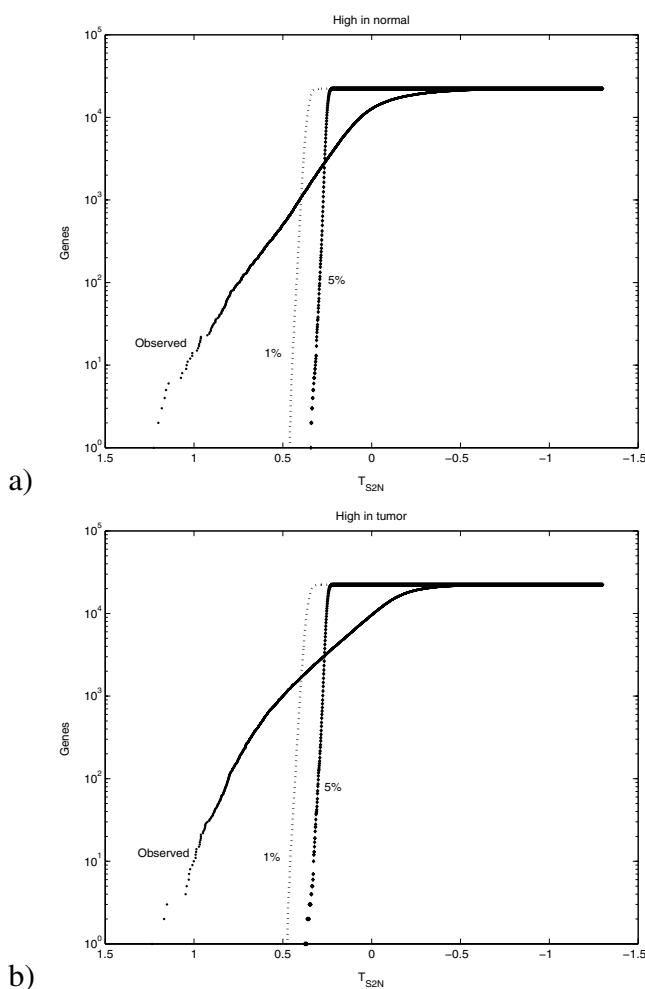 High in normal
10^5
10^4
10^3
10^2
10^1
10^0
Genes
Observed
1%
5%
1.5 1 0.5 0 −0.5 −1 −1.5
T_S2N
a)
High in tumor
10^5
10^4
10^3
10^2
10^1
10^0
Genes
Observed
1%
5%
1.5 1 0.5 0 −0.5 −1 −1.5
T_S2N
b)